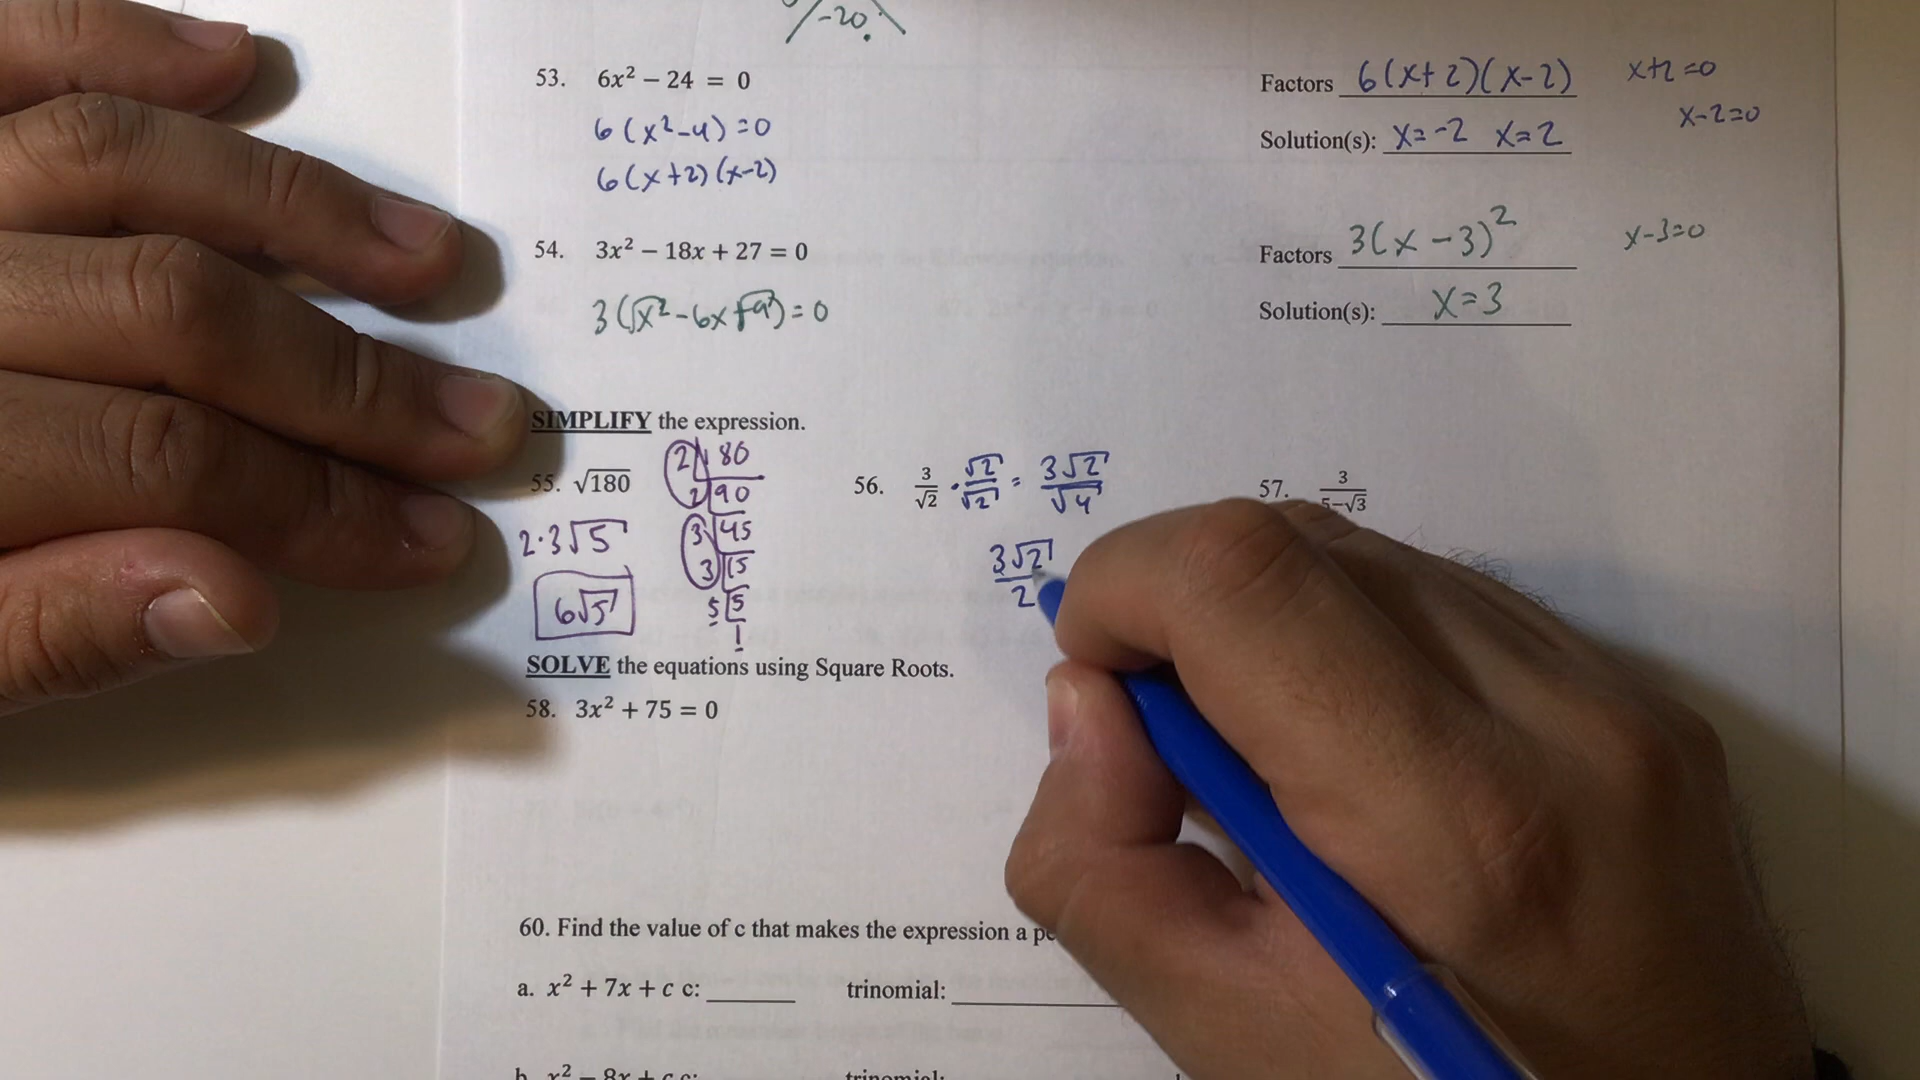 -20
53. 6x² − 24 = 0
6(x²-4)=0
6(x+2)(x-2)
Factors 6(x+2)(x-2)
x+2=0
x-2=0
Solution(s): x=-2 x=2
54. 3x² − 18x + 27 = 0
3(√x²-6x+√9)=0
Factors 3(x-3)²
x-3=0
Solution(s): x=3
SIMPLIFY the expression.
55. √180
2 180
2 90
3 45
3 15
5 5
1
2·3√5
6√5
56. 3/√2 · √2/√2 = 3√2/√4
3√2/2
57. 3/5−√3
SOLVE the equations using Square Roots.
58. 3x² + 75 = 0
60. Find the value of c that makes the expression a
a. x² + 7x + c c: ______ trinomial: ______
b. x² − 8x + c c: trinomial: